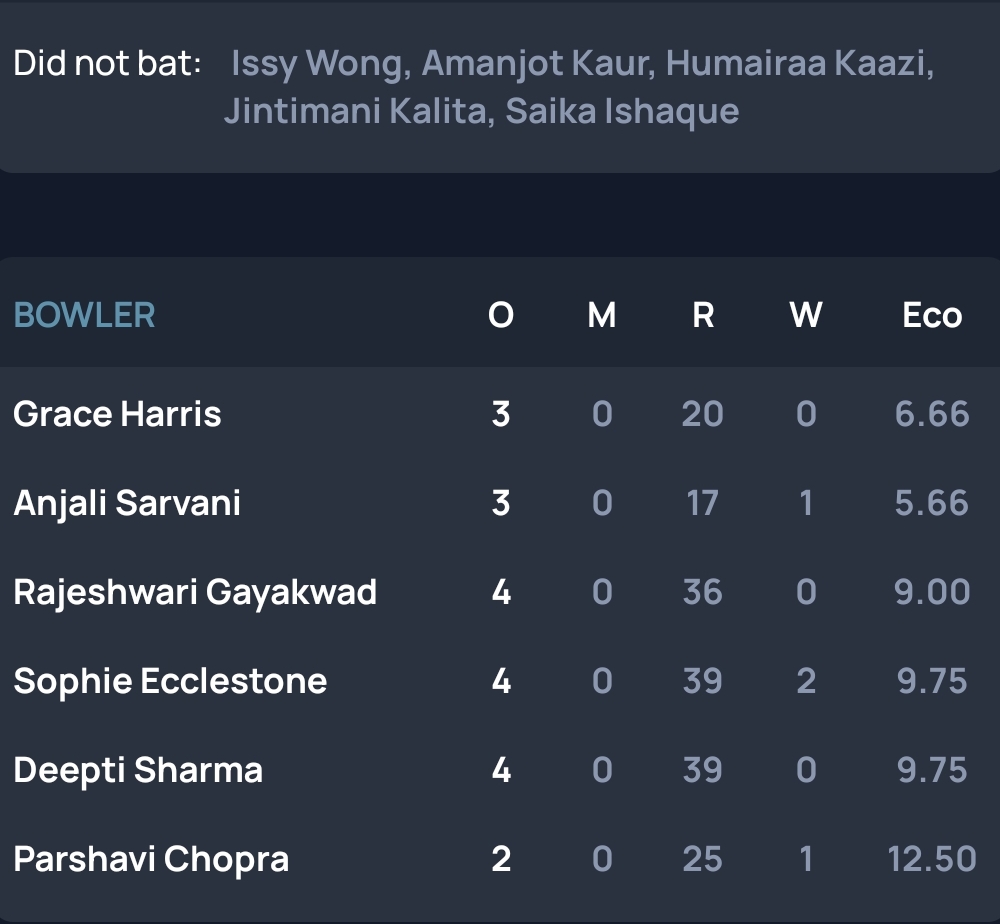 Did not bat: Issy Wong, Amanjot Kaur, Humairaa Kaazi,
Jintimani Kalita, Saika Ishaque
BOWLER O M R W Eco
Grace Harris 3 0 20 0 6.66
Anjali Sarvani 3 0 17 1 5.66
Rajeshwari Gayakwad 4 0 36 0 9.00
Sophie Ecclestone 4 0 39 2 9.75
Deepti Sharma 4 0 39 0 9.75
Parshavi Chopra 2 0 25 1 12.50